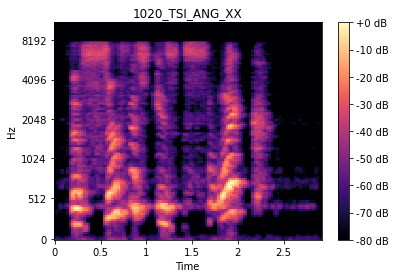 1020_TSI_ANG_XX
+0 dB
8192
-10 dB
-20 dB
4096
-30 dB
2048
-40 dB
Hz
1024
-50 dB
-60 dB
512
-70 dB
0
-80 dB
0 0.5 1 1.5 2 2.5
Time